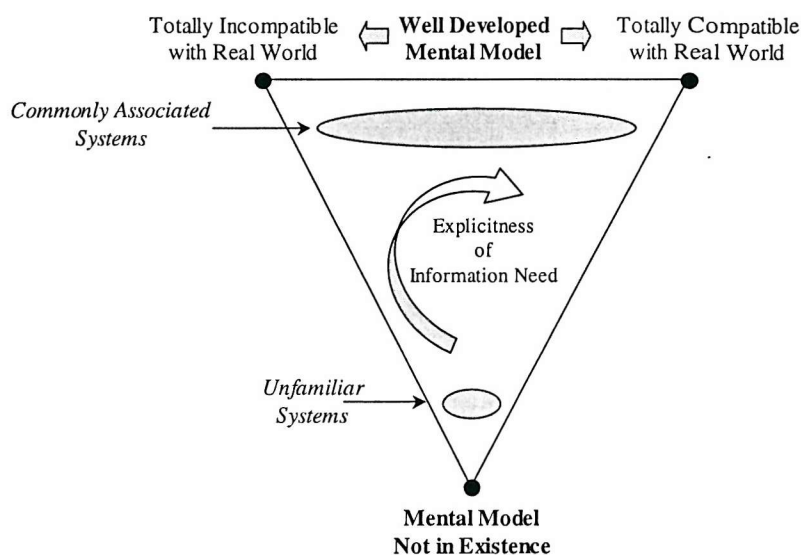 Totally Incompatible
with Real World
Well Developed
Mental Model
Totally Compatible
with Real World
Commonly Associated
Systems
Explicitness
of
Information Need
Unfamiliar
Systems
Mental Model
Not in Existence